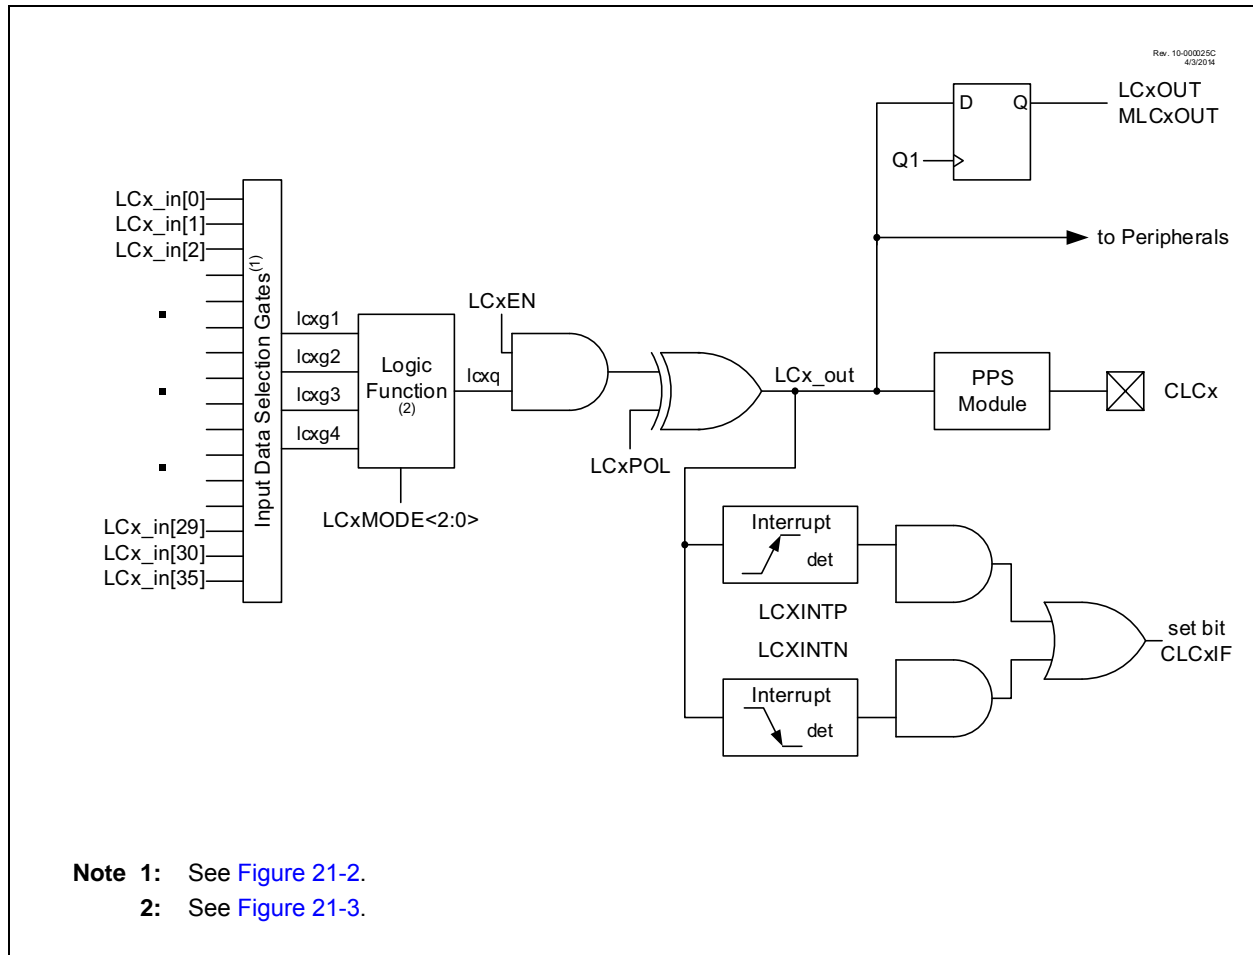 Rev. 10-000025C
4/3/2014
D Q
LCxOUT
MLCxOUT
Q1
to Peripherals
LCx_in[0]
LCx_in[1]
LCx_in[2]
LCx_in[29]
LCx_in[30]
LCx_in[35]
Input Data Selection Gates(1)
lcxg1
lcxg2
lcxg3
lcxg4
Logic
Function
(2)
LCxMODE<2:0>
lcxq
LCxEN
LCxPOL
LCx_out
PPS
Module
CLCx
Interrupt
det
LCXINTP
LCXINTN
Interrupt
det
set bit
CLCxIF
Note 1: See Figure 21-2.
2: See Figure 21-3.